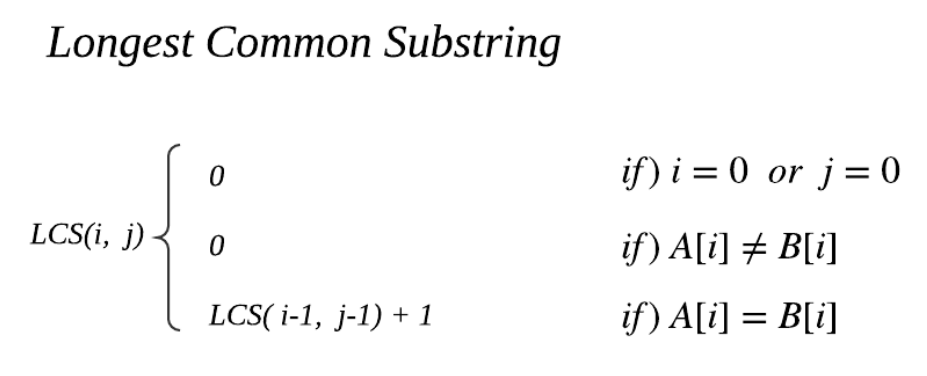 Longest Common Substring
0 if) i = 0 or j = 0
LCS(i, j)
0 if) A[i] ≠ B[i]
LCS( i-1, j-1) + 1 if) A[i] = B[i]